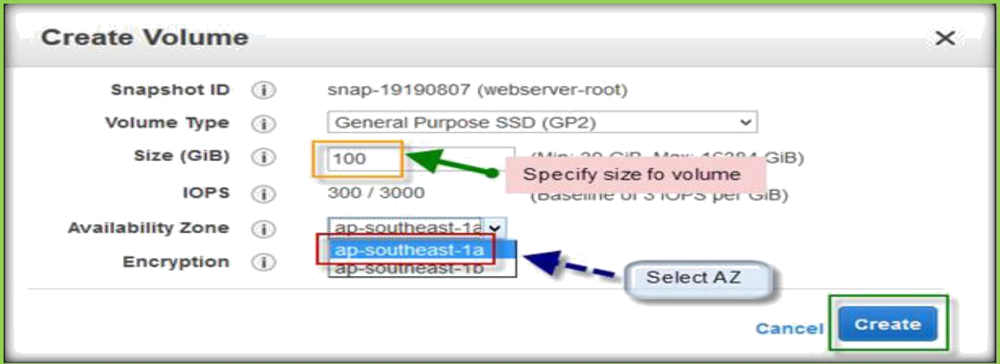 Create Volume
Snapshot ID snap-19190807 (webserver-root)
Volume Type General Purpose SSD (GP2)
Size (GiB) 100 (Min: GiB, Max: 16384 GiB)
Specify size fo volume
IOPS 300 / 3000 (Baseline of 3 IOPS per GiB)
Availability Zone ap-southeast-1a
ap-southeast-1a
Encryption ap-southeast-1b
Select AZ
Cancel Create